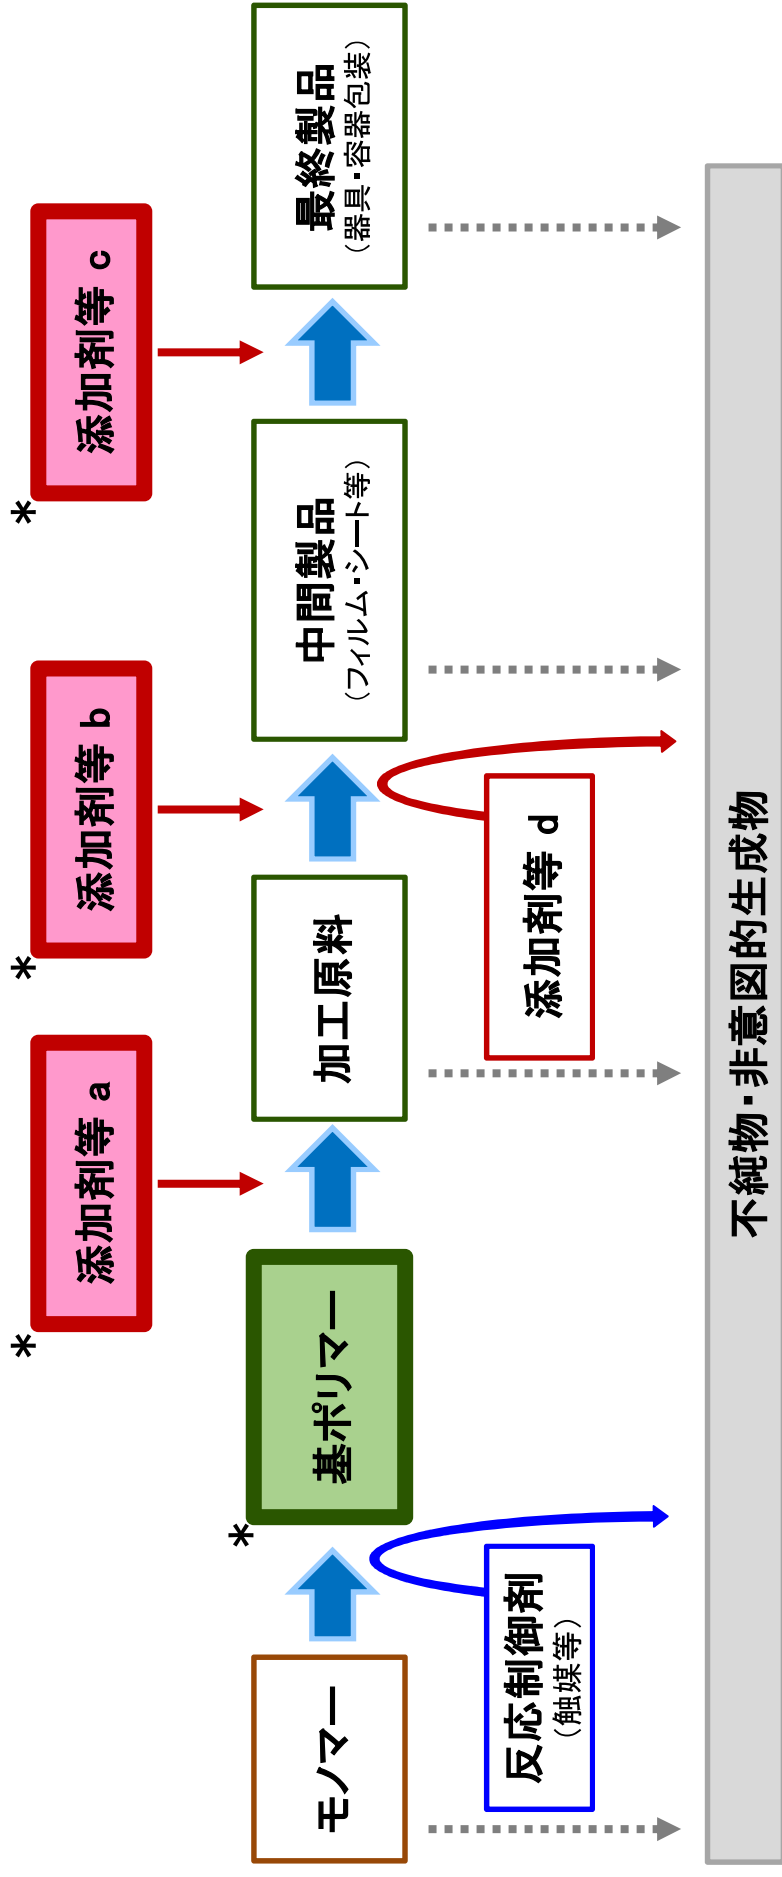 *
添加剤等 a
*
添加剤等 b
*
添加剤等 c
モノマー
*
基ポリマー
加工原料
中間製品
（フィルム・シート等）
最終製品
（器具・容器包装）
反応制御剤
（触媒等）
添加剤等 d
不純物・非意図的生成物